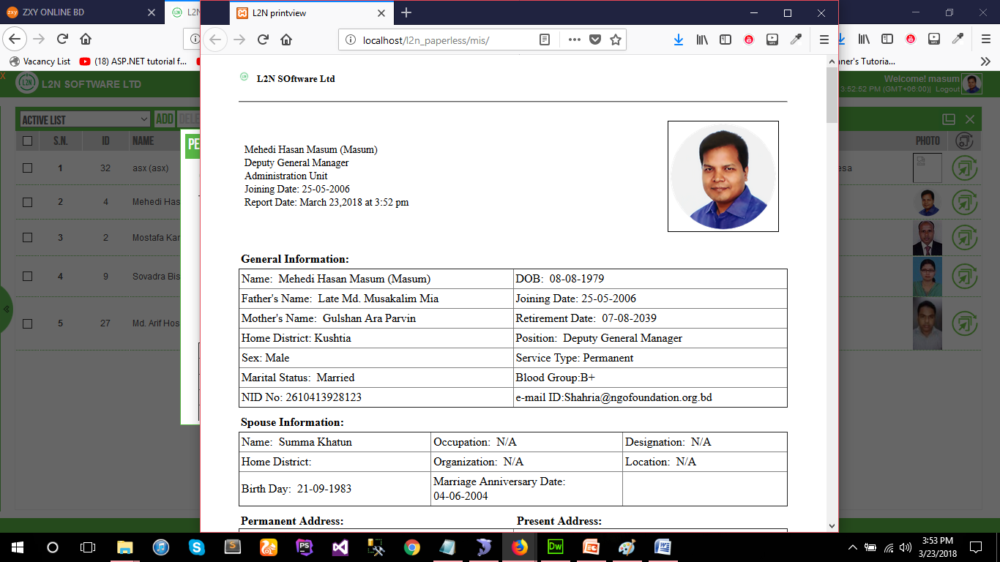 ZXY ONLINE BD
L2N printview
localhost/l2n_paperless/mis/
Vacancy List
(18) ASP.NET tutorial f...
ner's Tutoria...
X
L2N
L2N SOFTWARE LTD
Welcome! masum
3:52:52 PM (GMT+06:00)| Logout
ACTIVE LIST
ADD
DELE
S.N.
ID
NAME
PHOTO
1
32
asx (asx)
esa
2
4
Mehedi Has
3
2
Mostafa Kar
4
9
Sovadra Bis
5
27
Md. Arif Hos
PE
L2N SOftware Ltd
Mehedi Hasan Masum (Masum)
Deputy General Manager
Administration Unit
Joining Date: 25-05-2006
Report Date: March 23,2018 at 3:52 pm
General Information:
Name: Mehedi Hasan Masum (Masum)
DOB: 08-08-1979
Father's Name: Late Md. Musakalim Mia
Joining Date: 25-05-2006
Mother's Name: Gulshan Ara Parvin
Retirement Date: 07-08-2039
Home District: Kushtia
Position: Deputy General Manager
Sex: Male
Service Type: Permanent
Marital Status: Married
Blood Group:B+
NID No: 2610413928123
e-mail ID:Shahria@ngofoundation.org.bd
Spouse Information:
Name: Summa Khatun
Occupation: N/A
Designation: N/A
Home District:
Organization: N/A
Location: N/A
Birth Day: 21-09-1983
Marriage Anniversary Date:
04-06-2004
Permanent Address:
Present Address:
3:53 PM
3/23/2018